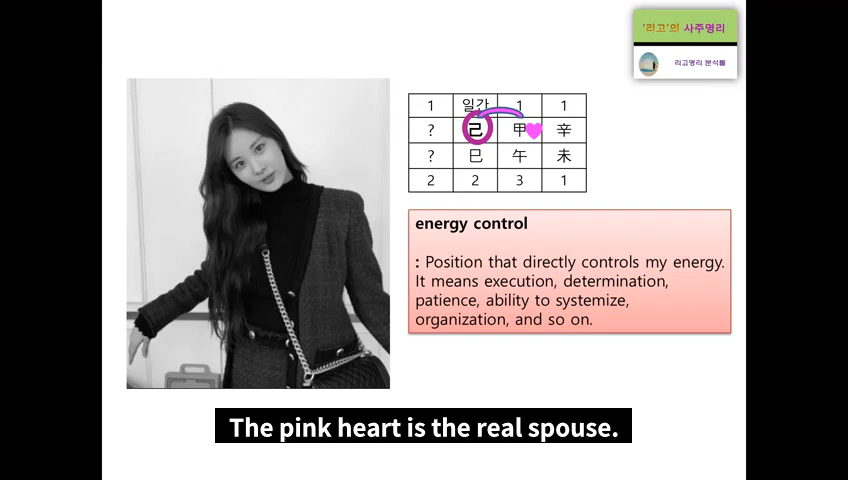 '리고'의 사주명리
리고명리 분석틀
1 일간 1 1
? 己 甲 辛
? 巳 午 未
2 2 3 1
energy control
: Position that directly controls my energy.
It means execution, determination,
patience, ability to systemize,
organization, and so on.
The pink heart is the real spouse.